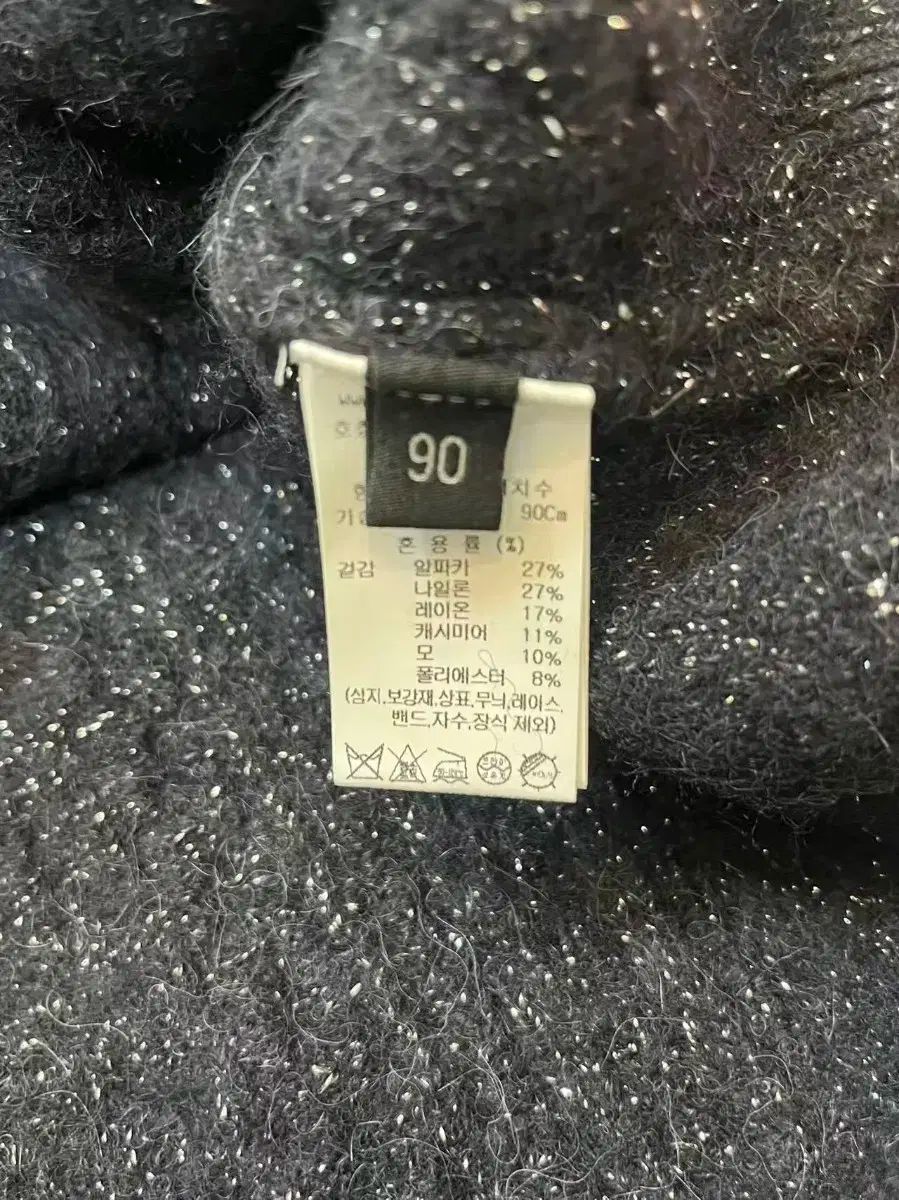 90
치수
90Cm
혼 용 률 (%)
겉감 알파카 27%
나일론 27%
레이온 17%
캐시미어 11%
모 10%
폴리에스터 8%
(심지,보강재,상표,무늬,레이스,
밴드,자수,장식 제외)